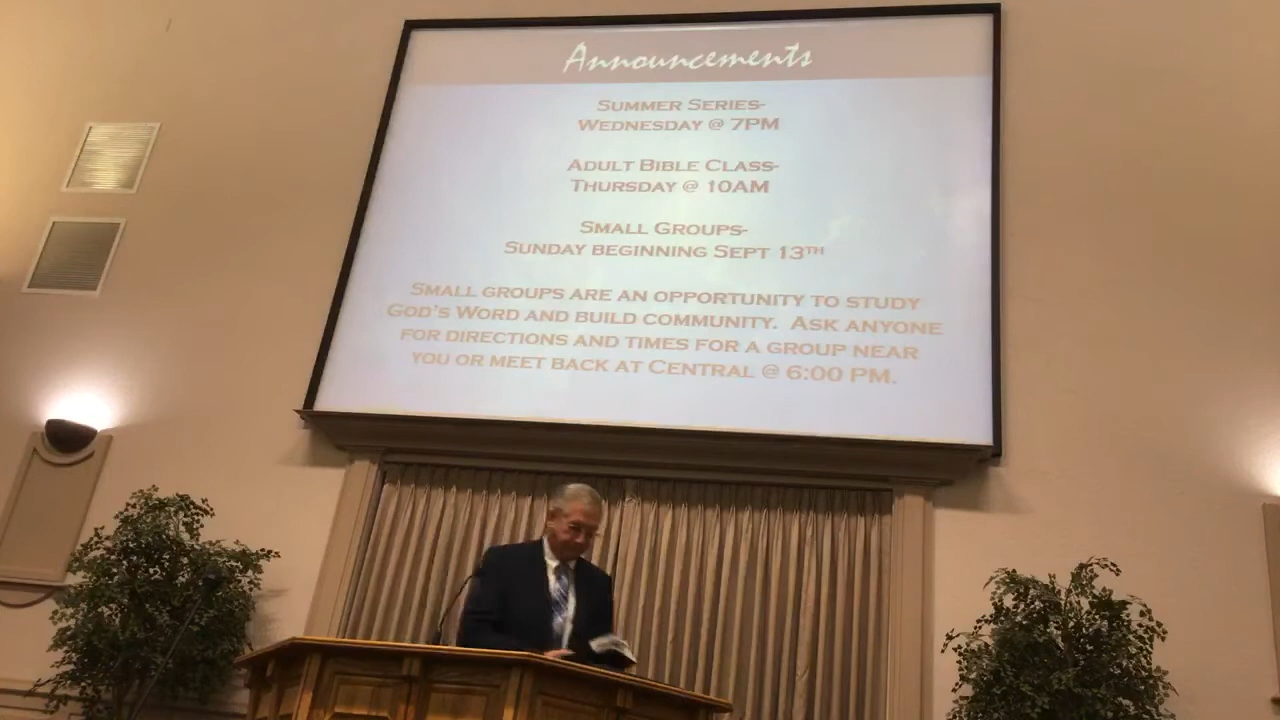 Announcements
Summer Series-
Wednesday @ 7PM
Adult Bible Class-
Thursday @ 10AM
Small Groups-
Sunday beginning Sept 13th
Small groups are an opportunity to study
God's Word and build community. Ask anyone
for directions and times for a group near
you or meet back at Central @ 6:00 PM.